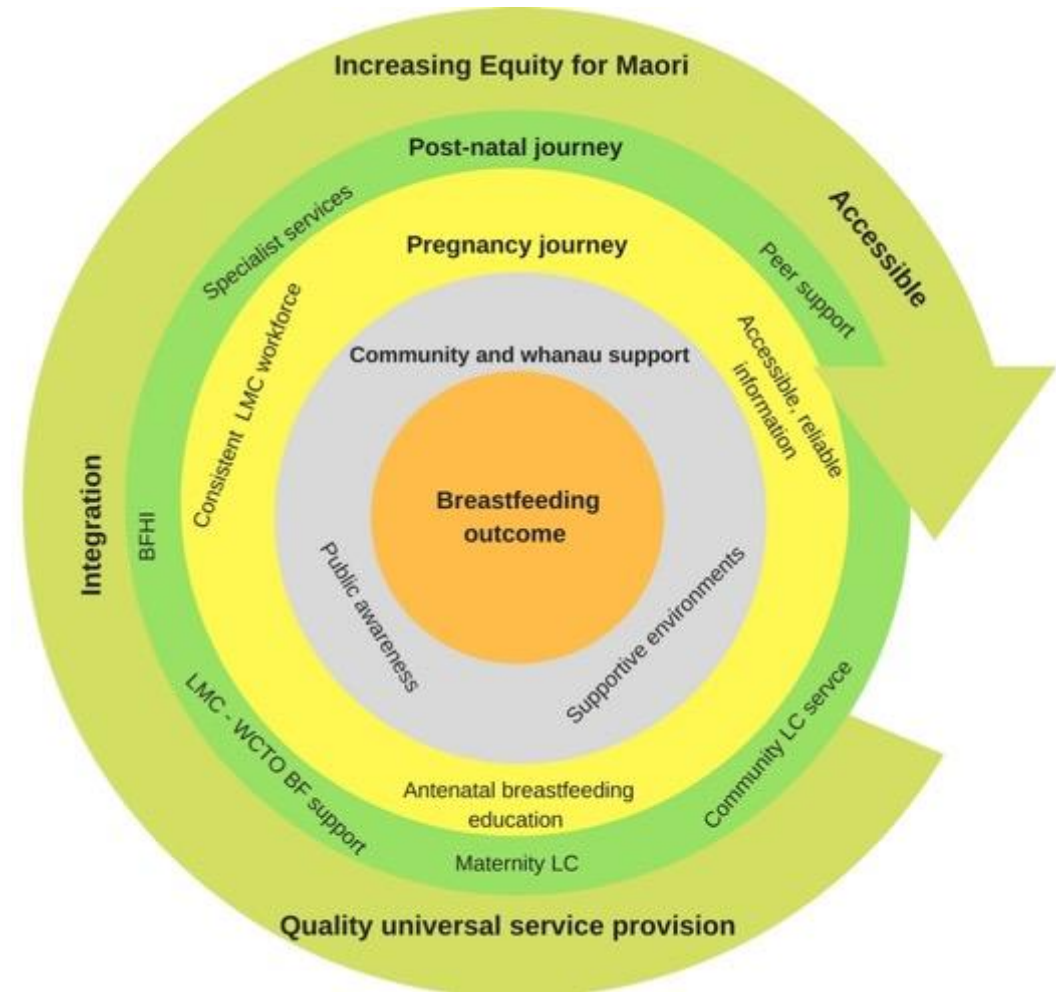 Increasing Equity for Maori
Accessible
Integration
Quality universal service provision
Post-natal journey
Specialist services
Peer support
BFHI
LMC - WCTO BF support
Maternity LC
Community LC servce
Pregnancy journey
Consistent LMC workforce
Accessible, reliable
information
Antenatal breastfeeding
education
Community and whanau support
Public awareness
Supportive environments
Breastfeeding
outcome